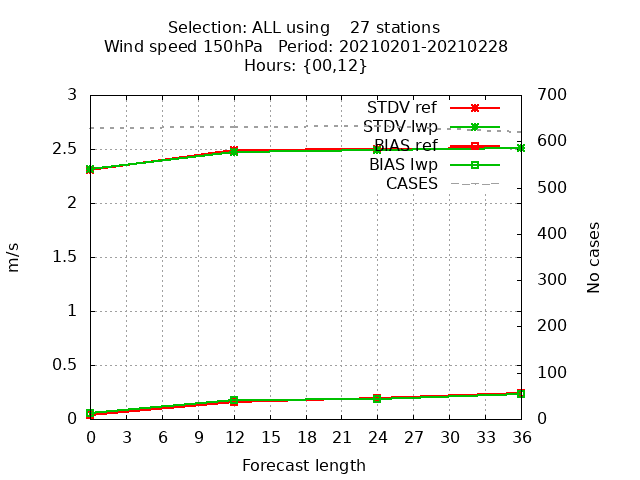 Selection: ALL using    27 stations
Wind speed 150hPa   Period: 20210201-20210228
Hours: {00,12}
STDV ref
STDV lwp
BIAS ref
BIAS lwp
CASES
3
2.5
2
1.5
1
0.5
0
700
600
500
400
300
200
100
0
m/s
No cases
0 3 6 9 12 15 18 21 24 27 30 33 36
Forecast length